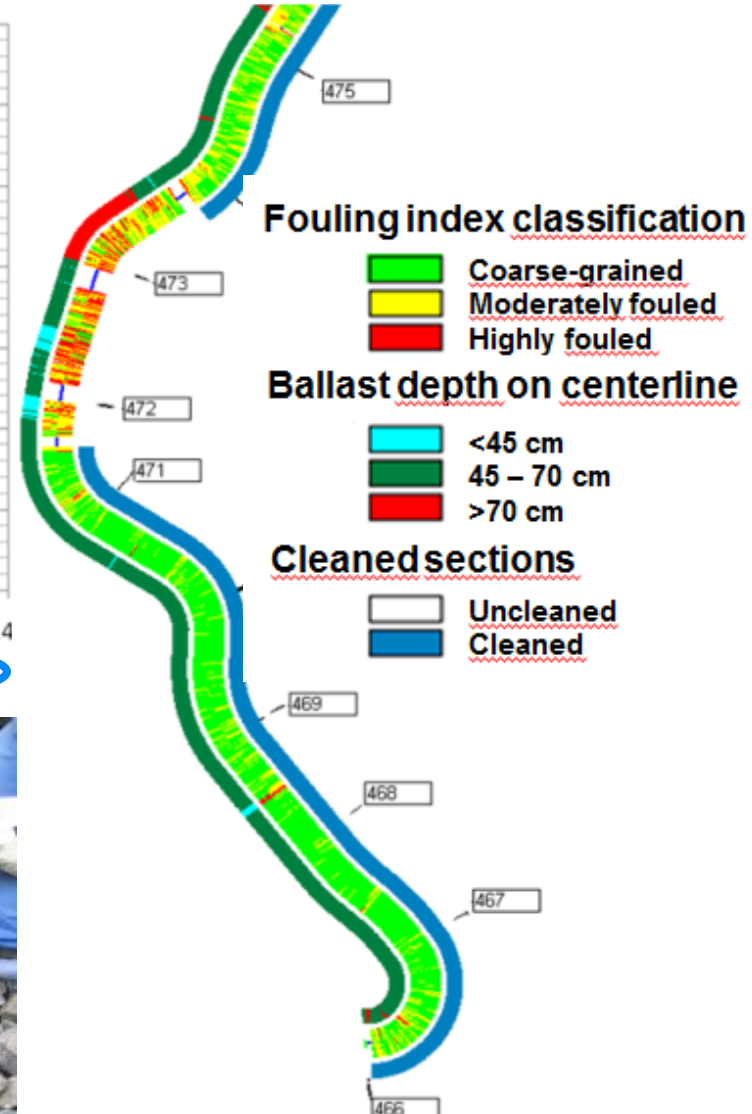 475
Fouling index classification
Coarse-grained
Moderately fouled
Highly fouled
473
Ballast depth on centerline
472
<45 cm
45 – 70 cm
>70 cm
471
Cleaned sections
Uncleaned
Cleaned
4
469
468
467
466